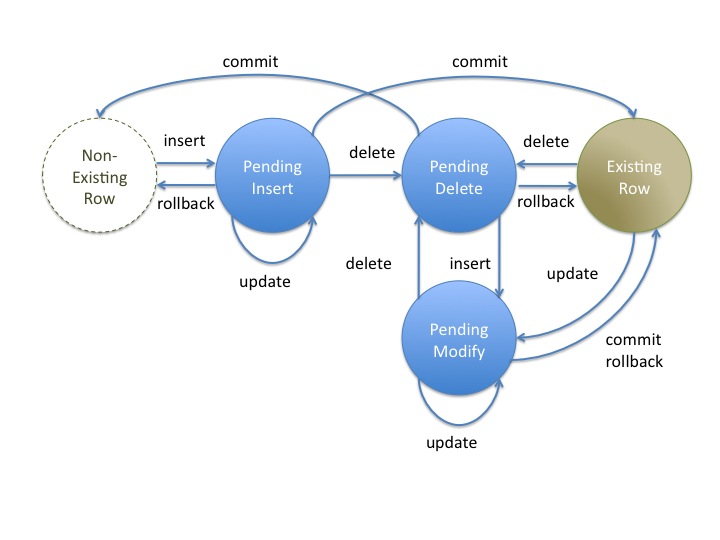 commit
commit
insert
delete
delete
Non-
Existing
Row
Pending
Insert
Pending
Delete
Existing
Row
rollback
rollback
update
delete
insert
update
Pending
Modify
commit
rollback
update